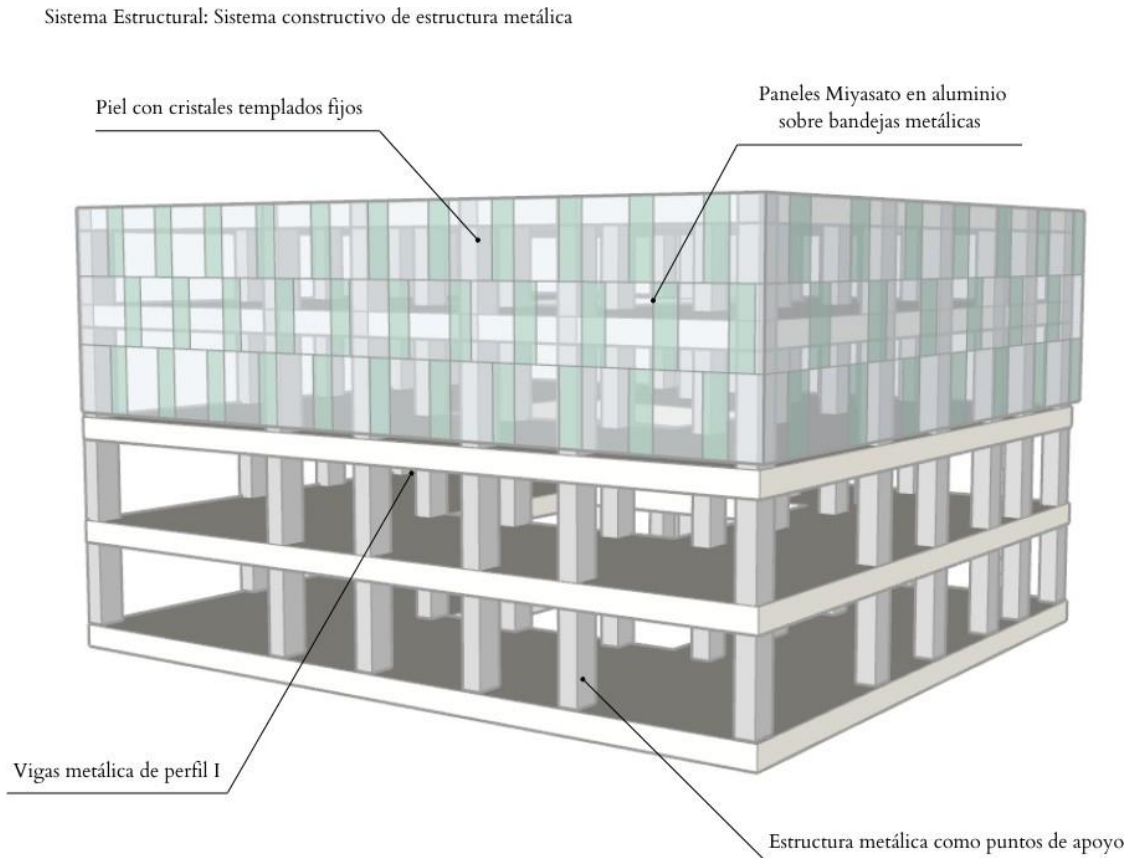 Sistema Estructural: Sistema constructivo de estructura metálica
Piel con cristales templados fijos
Paneles Miyasato en aluminio
sobre bandejas metálicas
Vigas metálica de perfil I
Estructura metálica como puntos de apoyo